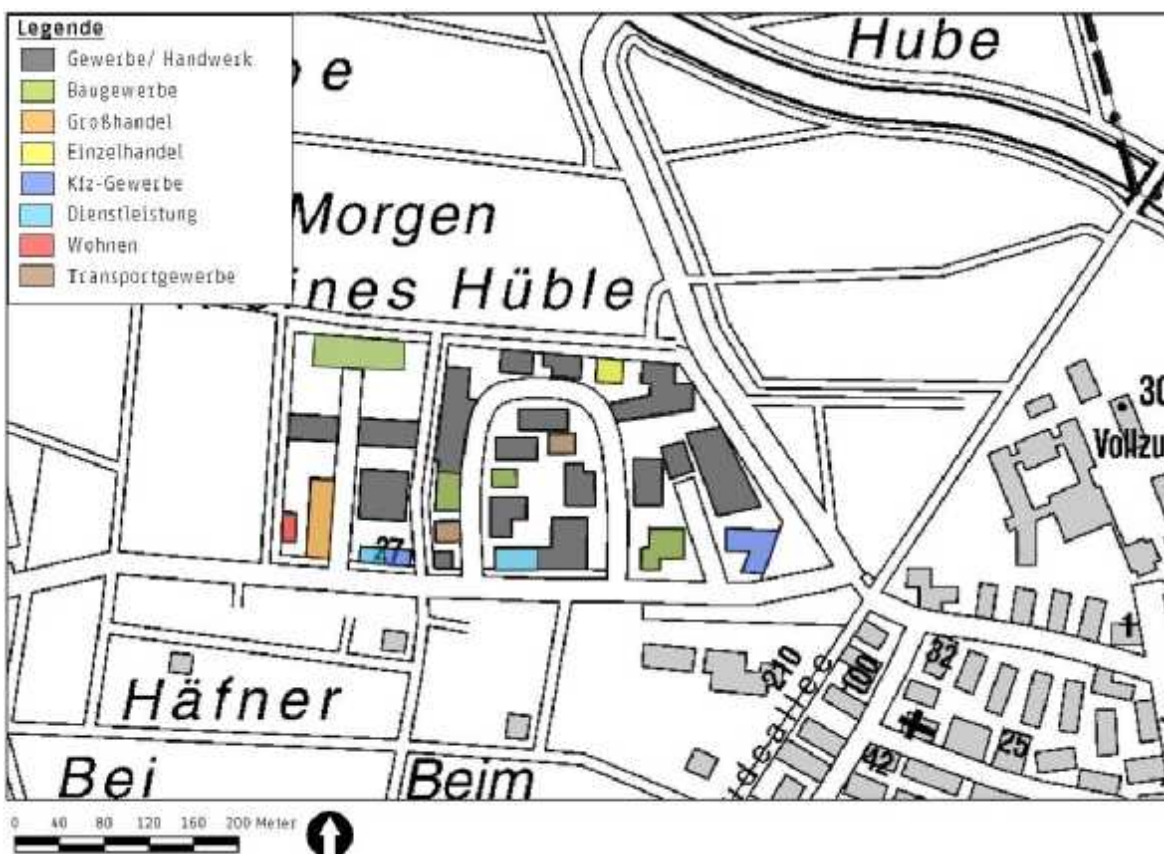 Legende
Gewerbe/ Handwerk
Baugewerbe
Großhandel
Einzelhandel
Kfz-Gewerbe
Dienstleistung
Wohnen
Transportgewerbe
Hube
Morgen
Hüble
30
Vollzu
27
1
32
210
100
25
42
Häfner
Bei
Beim
0 40 80 120 160 200 Meter